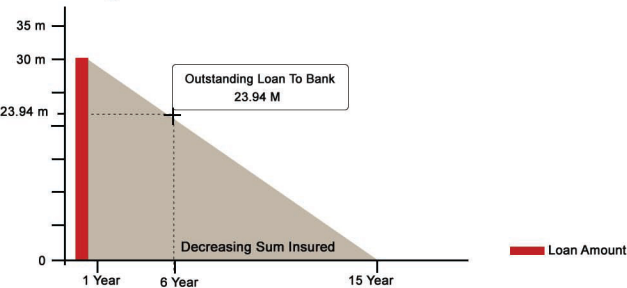 35 m
30 m
Outstanding Loan To Bank
23.94 M
23.94 m
Decreasing Sum Insured
Loan Amount
0
1 Year
6 Year
15 Year